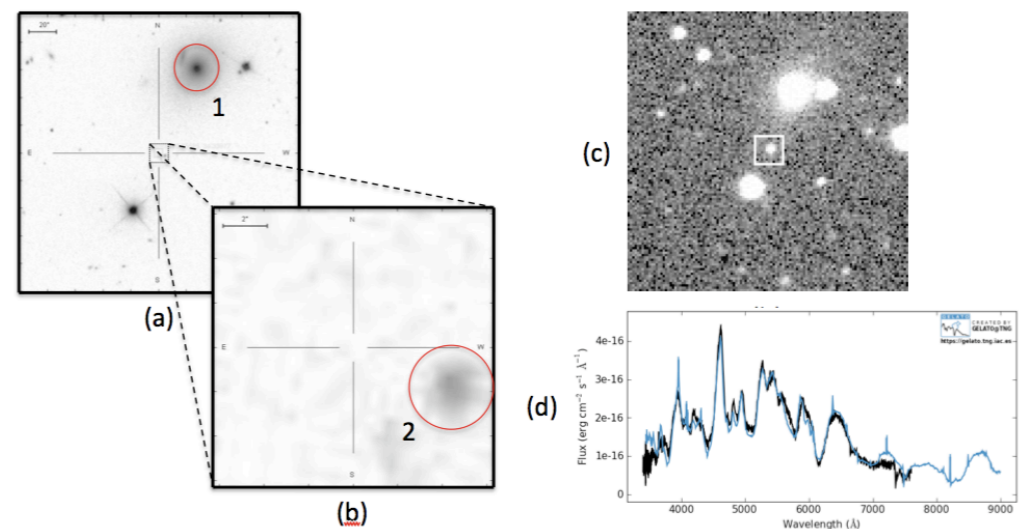 20"
N
1
E
W
S
(a)
2"
N
E
W
2
S
(b)
(c)
(d)
GELATO
CREATED BY
GELATO@TNG
https://gelato.tng.iac.es
Flux (erg cm⁻² s⁻¹ Å⁻¹)
4e-16
3e-16
2e-16
1e-16
0
4000 5000 6000 7000 8000 9000
Wavelength (Å)